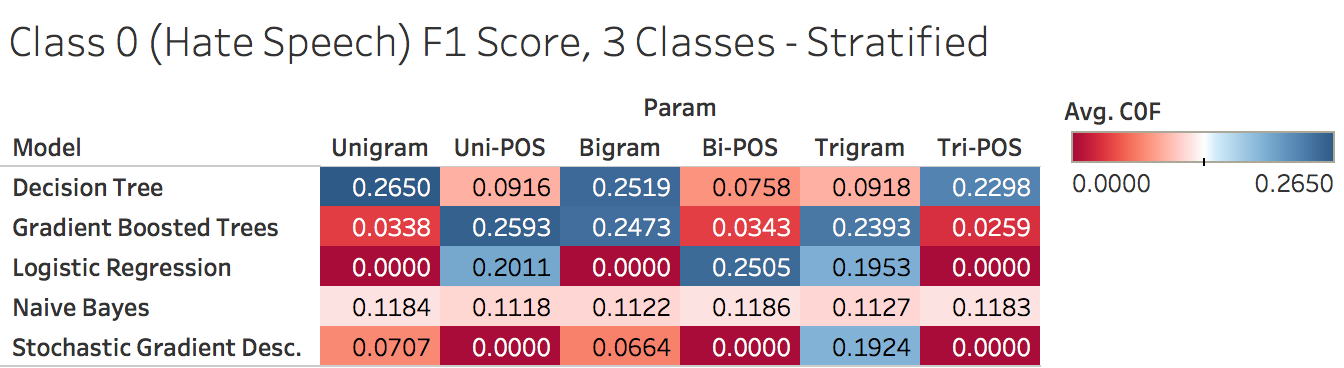 Class 0 (Hate Speech) F1 Score, 3 Classes - Stratified
Param
Model Unigram Uni-POS Bigram Bi-POS Trigram Tri-POS
Decision Tree 0.2650 0.0916 0.2519 0.0758 0.0918 0.2298
Gradient Boosted Trees 0.0338 0.2593 0.2473 0.0343 0.2393 0.0259
Logistic Regression 0.0000 0.2011 0.0000 0.2505 0.1953 0.0000
Naive Bayes 0.1184 0.1118 0.1122 0.1186 0.1127 0.1183
Stochastic Gradient Desc. 0.0707 0.0000 0.0664 0.0000 0.1924 0.0000
Avg. C0F
0.0000 0.2650